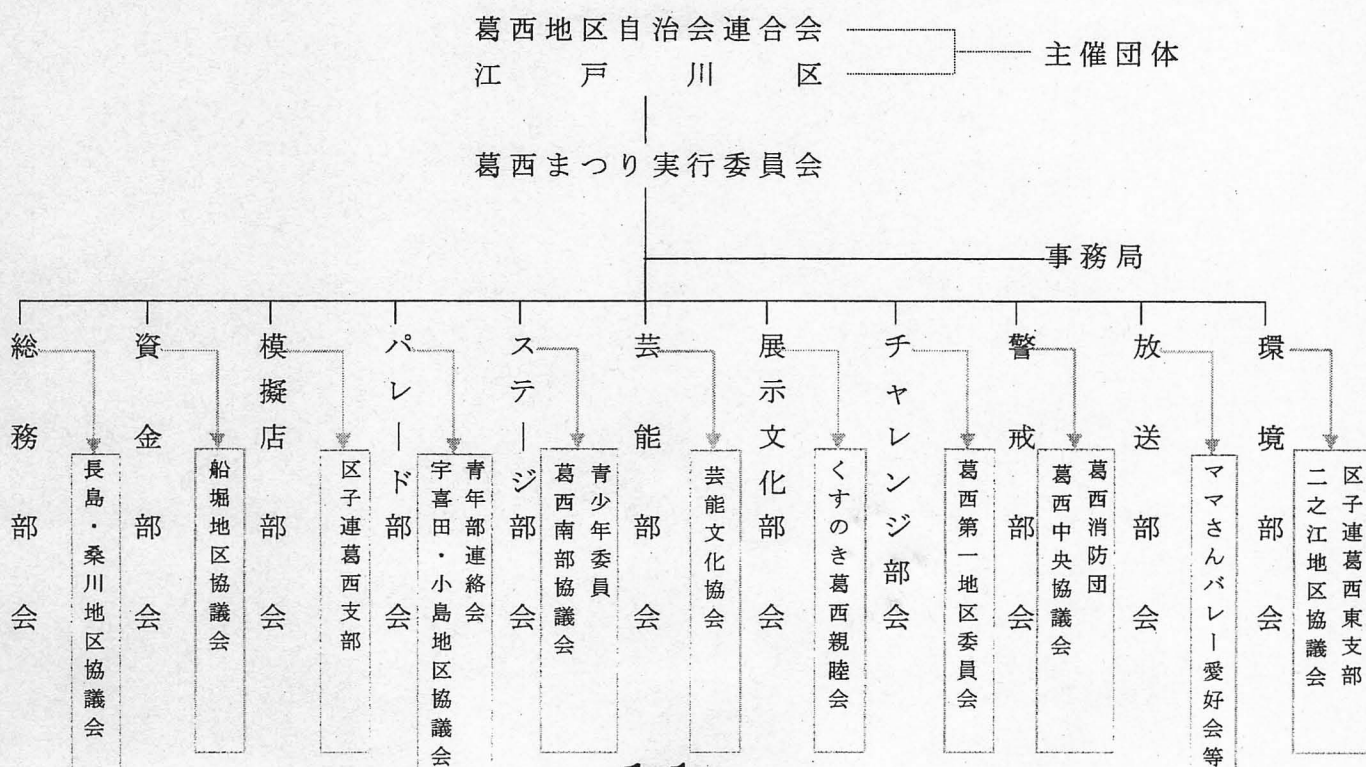 葛西地区自治会連合会
江戸川区
主催団体
葛西まつり実行委員会
事務局
総務部会
長島・桑川地区協議会
資金部会
船堀地区協議会
模擬店部会
区子連葛西支部
パレード部会
青年部連絡会
宇喜田・小島地区協議会
ステージ部会
青少年委員
葛西南部協議会
芸能部会
芸能文化協会
展示文化部会
くすのき葛西親睦会
チャレンジ部会
葛西第一地区委員会
警戒部会
葛西消防団
葛西中央協議会
放送部会
ママさんバレー愛好会等
環境部会
区子連葛西東支部
二之江地区協議会